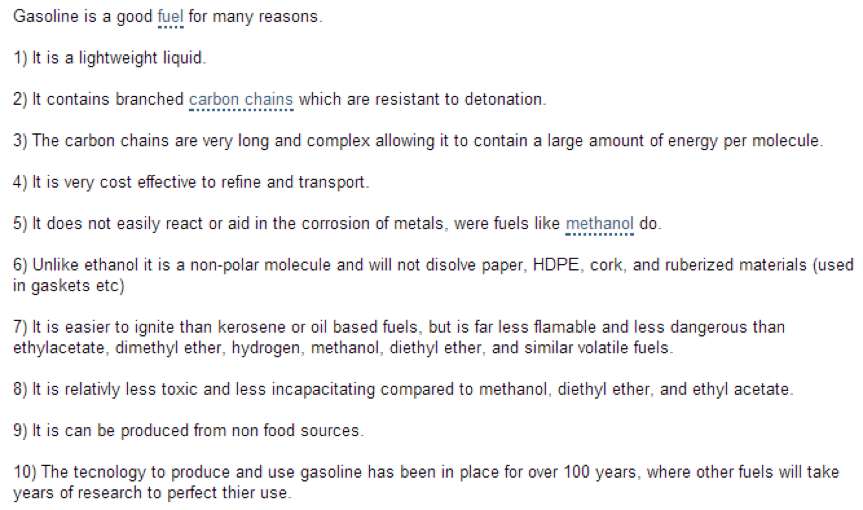 Gasoline is a good fuel for many reasons.
1) It is a lightweight liquid.
2) It contains branched carbon chains which are resistant to detonation.
3) The carbon chains are very long and complex allowing it to contain a large amount of energy per molecule.
4) It is very cost effective to refine and transport.
5) It does not easily react or aid in the corrosion of metals, were fuels like methanol do.
6) Unlike ethanol it is a non-polar molecule and will not disolve paper, HDPE, cork, and ruberized materials (used
in gaskets etc)
7) It is easier to ignite than kerosene or oil based fuels, but is far less flamable and less dangerous than
ethylacetate, dimethyl ether, hydrogen, methanol, diethyl ether, and similar volatile fuels.
8) It is relativly less toxic and less incapacitating compared to methanol, diethyl ether, and ethyl acetate.
9) It is can be produced from non food sources.
10) The tecnology to produce and use gasoline has been in place for over 100 years, where other fuels will take
years of research to perfect thier use.